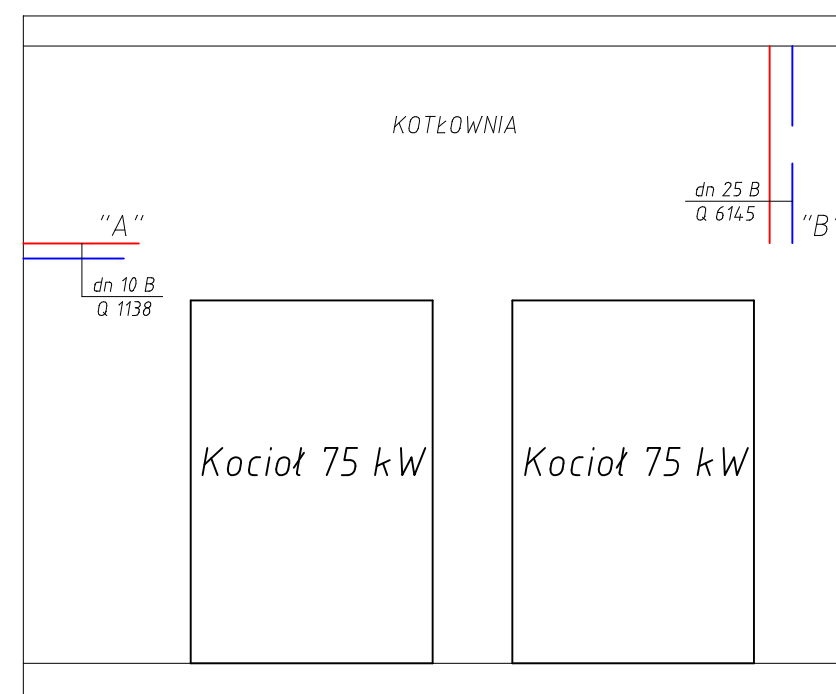 KOTŁOWNIA
dn 25 B
Q 6145
"B"
"A"
dn 10 B
Q 1138
Kocioł 75 kW
Kocioł 75 kW